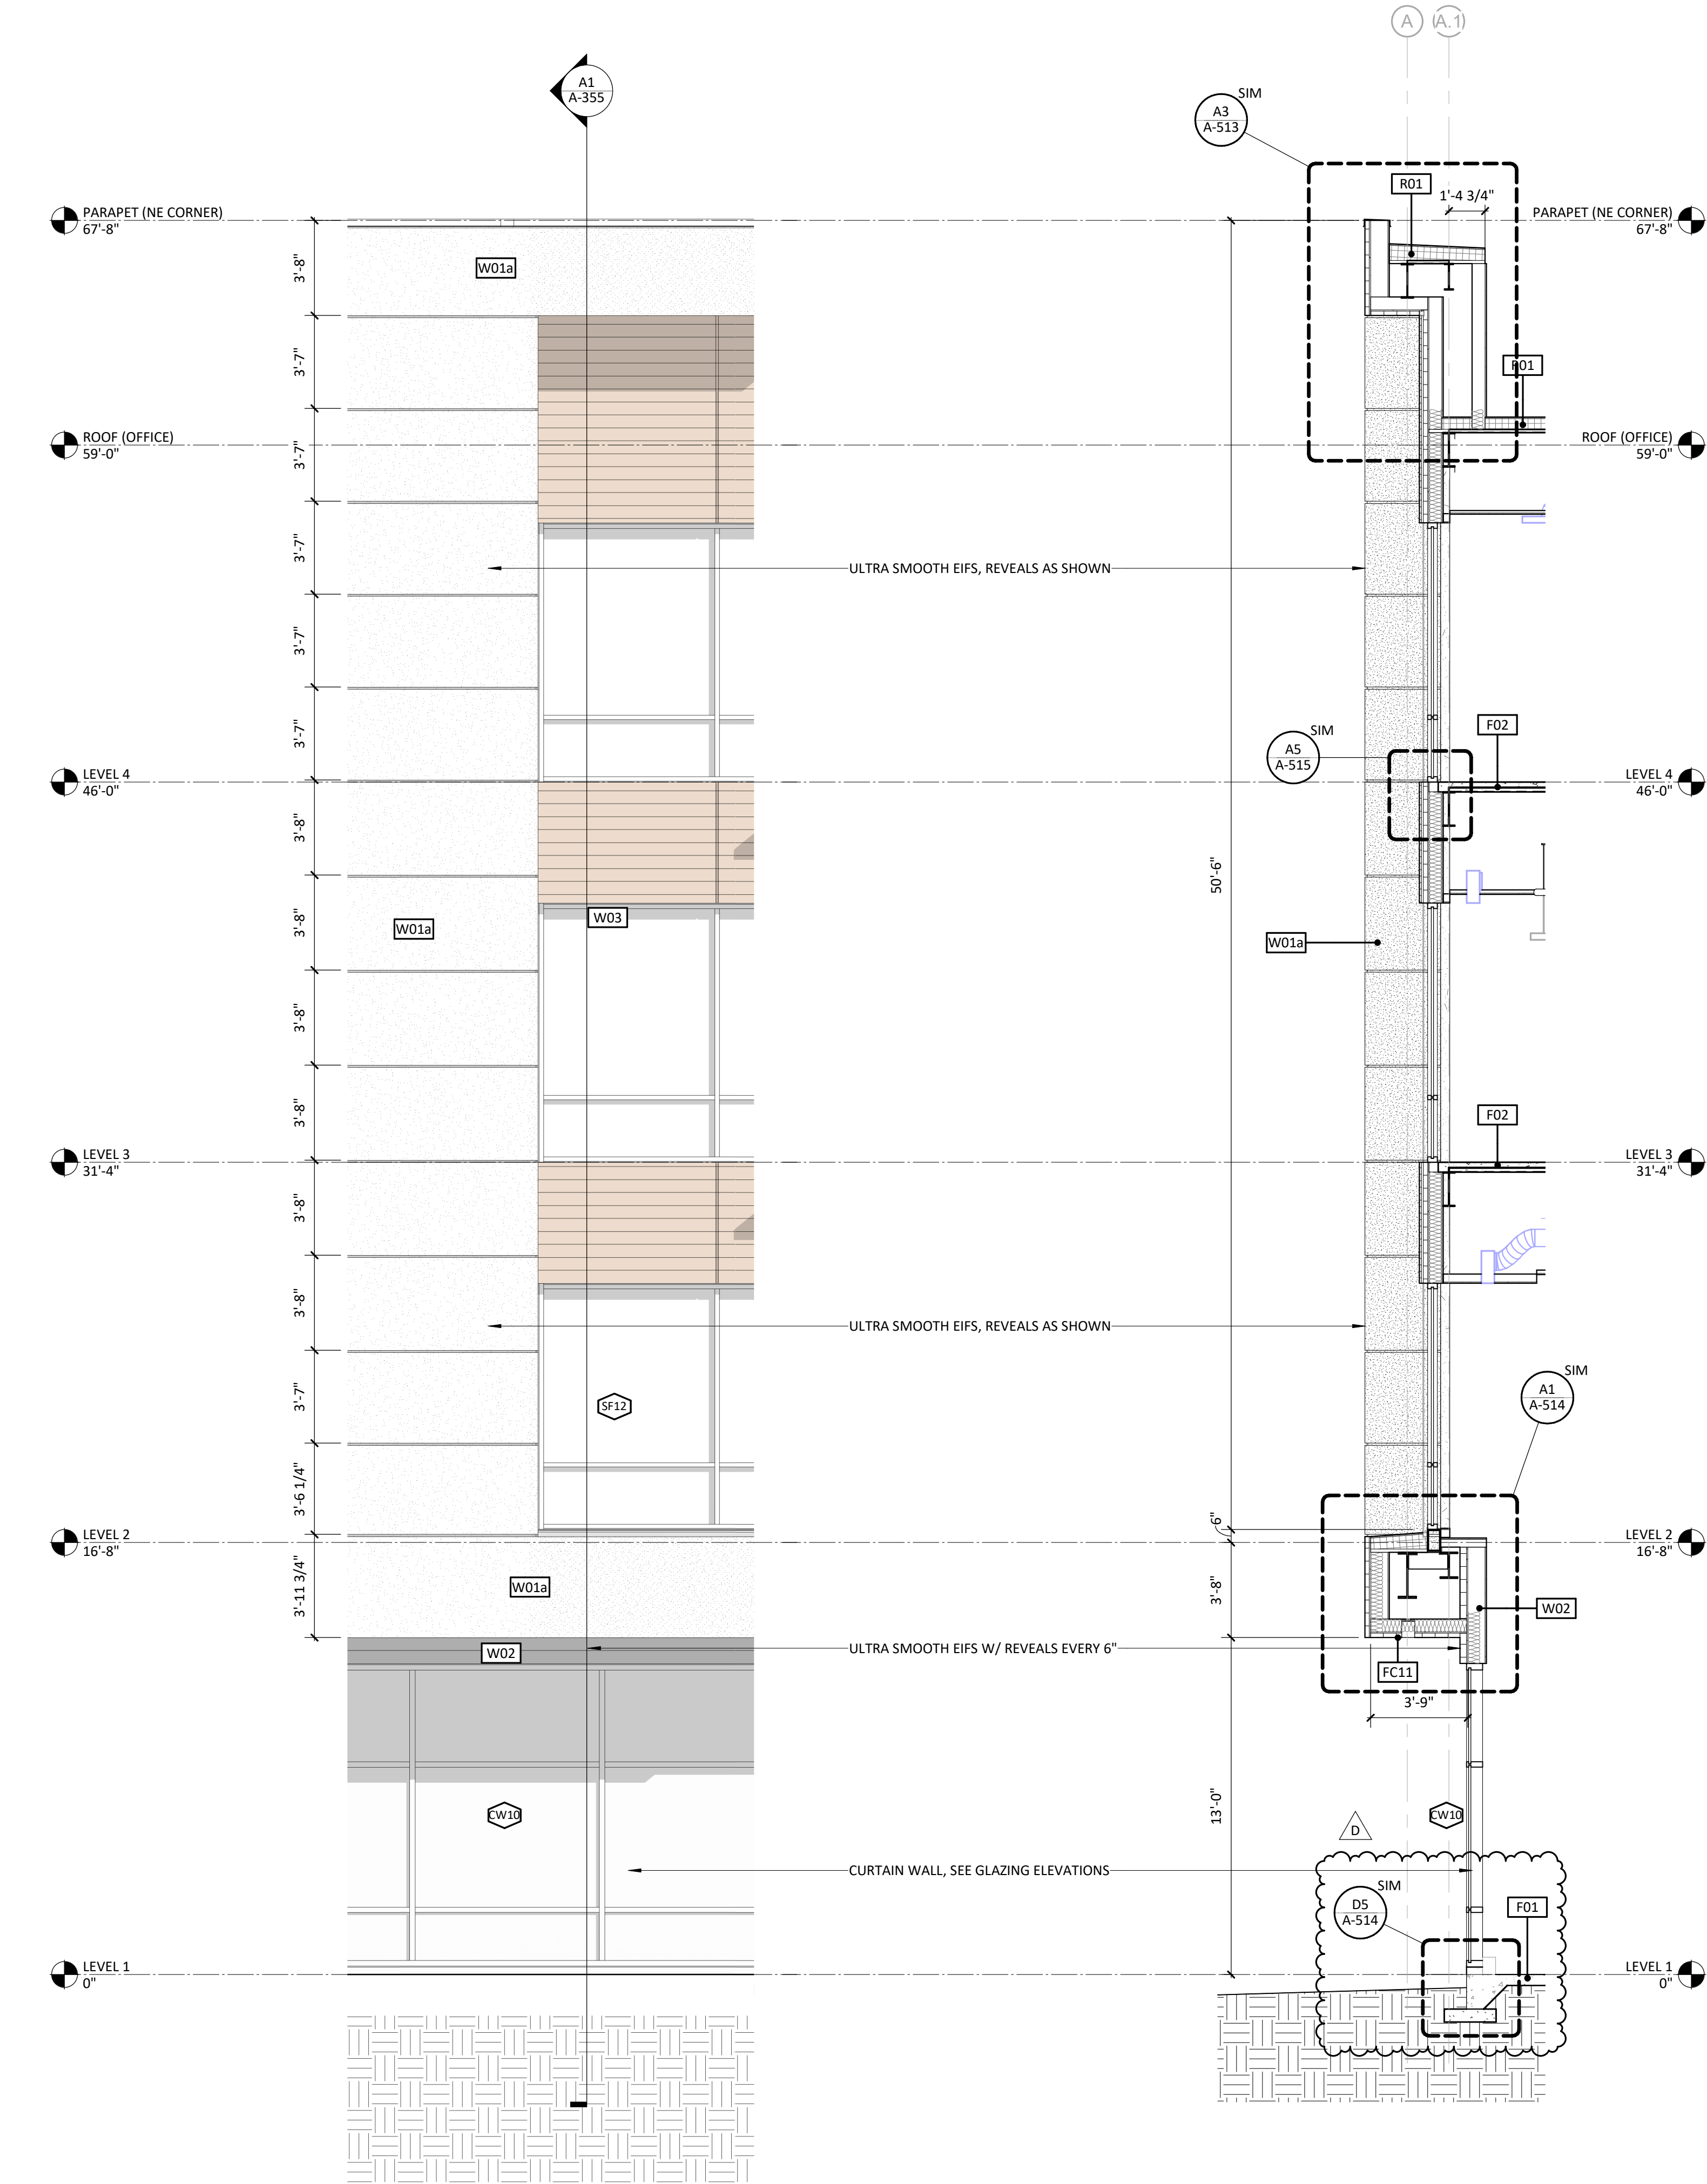 A
A.1
A1
A-355
SIM
A3
A-513
R01
1'-4 3/4"
PARAPET (NE CORNER)
67'-8"
PARAPET (NE CORNER)
67'-8"
3'-8"
W01a
3'-7"
R01
ROOF (OFFICE)
59'-0"
3'-7"
ROOF (OFFICE)
59'-0"
3'-7"
ULTRA SMOOTH EIFS, REVEALS AS SHOWN
3'-7"
3'-7"
SIM
A5
A-515
F02
LEVEL 4
46'-0"
LEVEL 4
46'-0"
3'-8"
50'-6"
3'-8"
W01a
W03
W01a
3'-8"
3'-8"
F02
LEVEL 3
31'-4"
LEVEL 3
31'-4"
3'-8"
3'-8"
ULTRA SMOOTH EIFS, REVEALS AS SHOWN
3'-7"
SF12
SIM
A1
A-514
3'-6 1/4"
6"
LEVEL 2
16'-8"
LEVEL 2
16'-8"
3'-11 3/4"
W01a
3'-8"
W02
W02
ULTRA SMOOTH EIFS W/ REVEALS EVERY 6"
FC11
3'-9"
CW10
13'-0"
CW10
D
CURTAIN WALL, SEE GLAZING ELEVATIONS
SIM
D5
A-514
F01
LEVEL 1
0"
LEVEL 1
0"